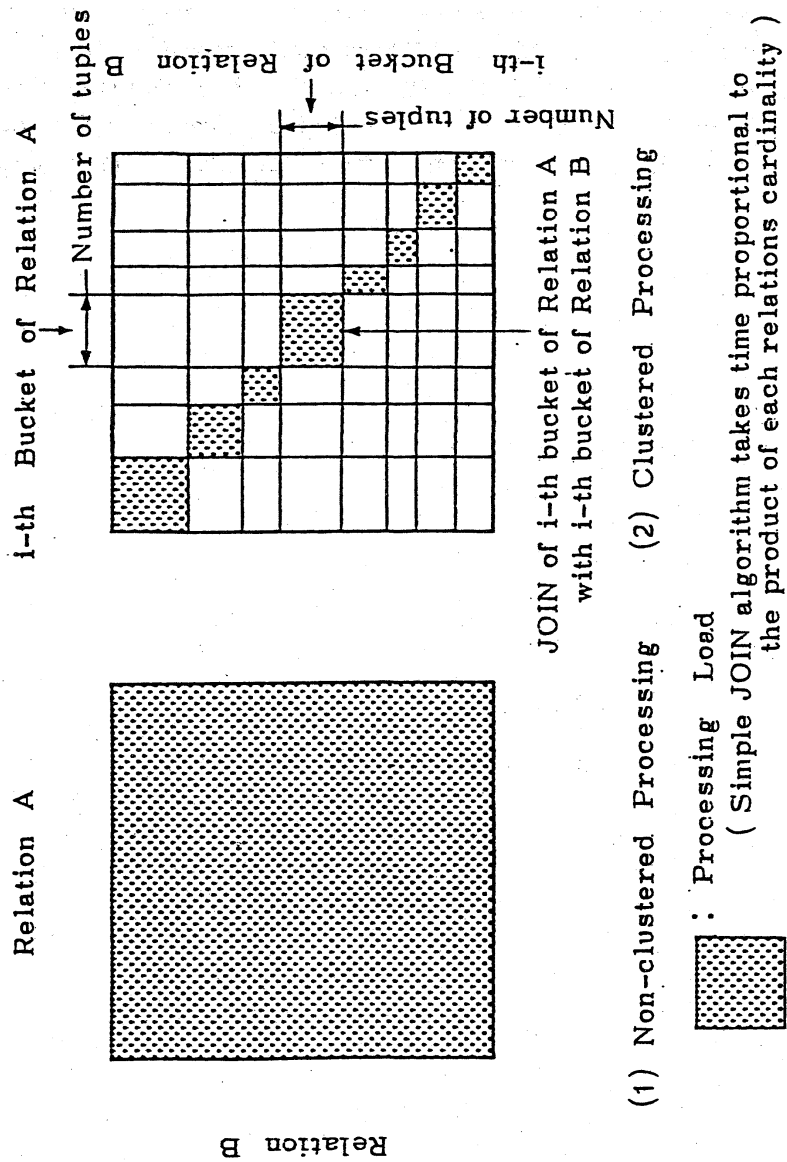 Relation A
Relation B
i-th Bucket of Relation A
Number of tuples
i-th Bucket of Relation B
Number of tuples
JOIN of i-th bucket of Relation A
with i-th bucket of Relation B
(1) Non-clustered Processing
(2) Clustered Processing
: Processing Load
( Simple JOIN algorithm takes time proportional to
the product of each relations cardinality )